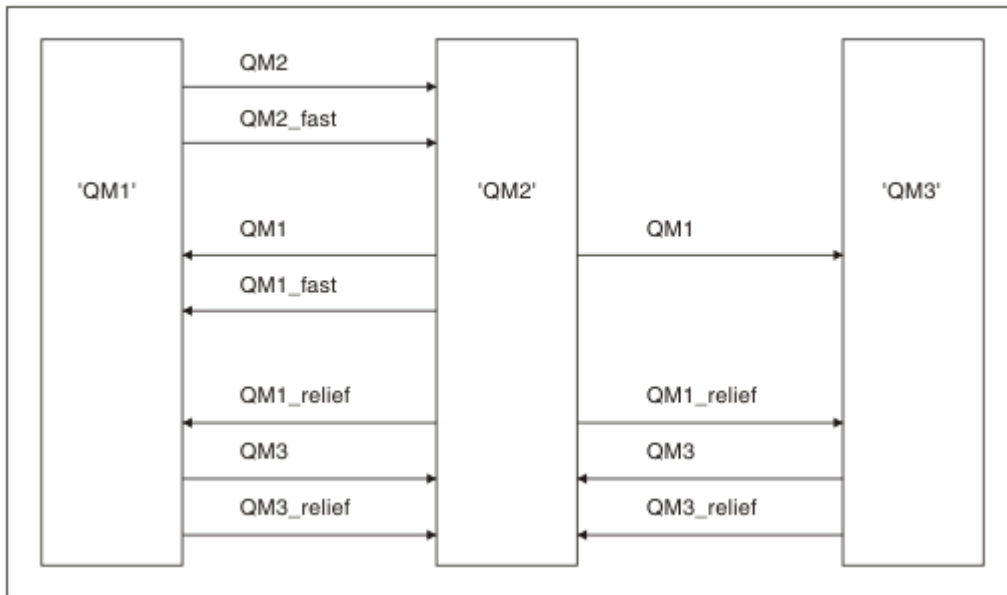 QM2
QM2_fast
'QM1' 'QM2' 'QM3'
QM1 QM1
QM1_fast
QM1_relief QM1_relief
QM3 QM3
QM3_relief QM3_relief